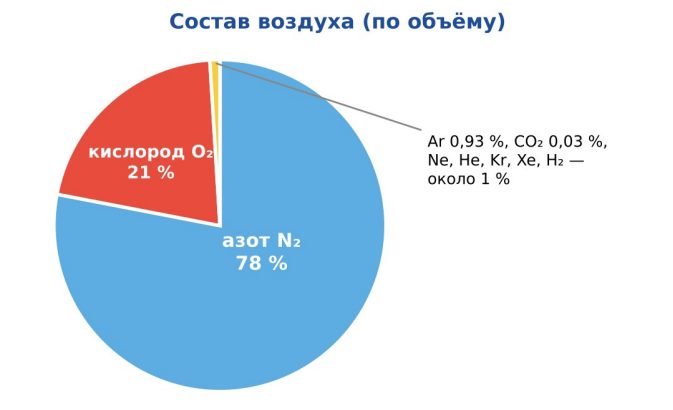 Состав воздуха (по объёму)
кислород O₂
21 %
Ar 0,93 %, CO₂ 0,03 %,
Ne, He, Kr, Xe, H₂ —
около 1 %
азот N₂
78 %